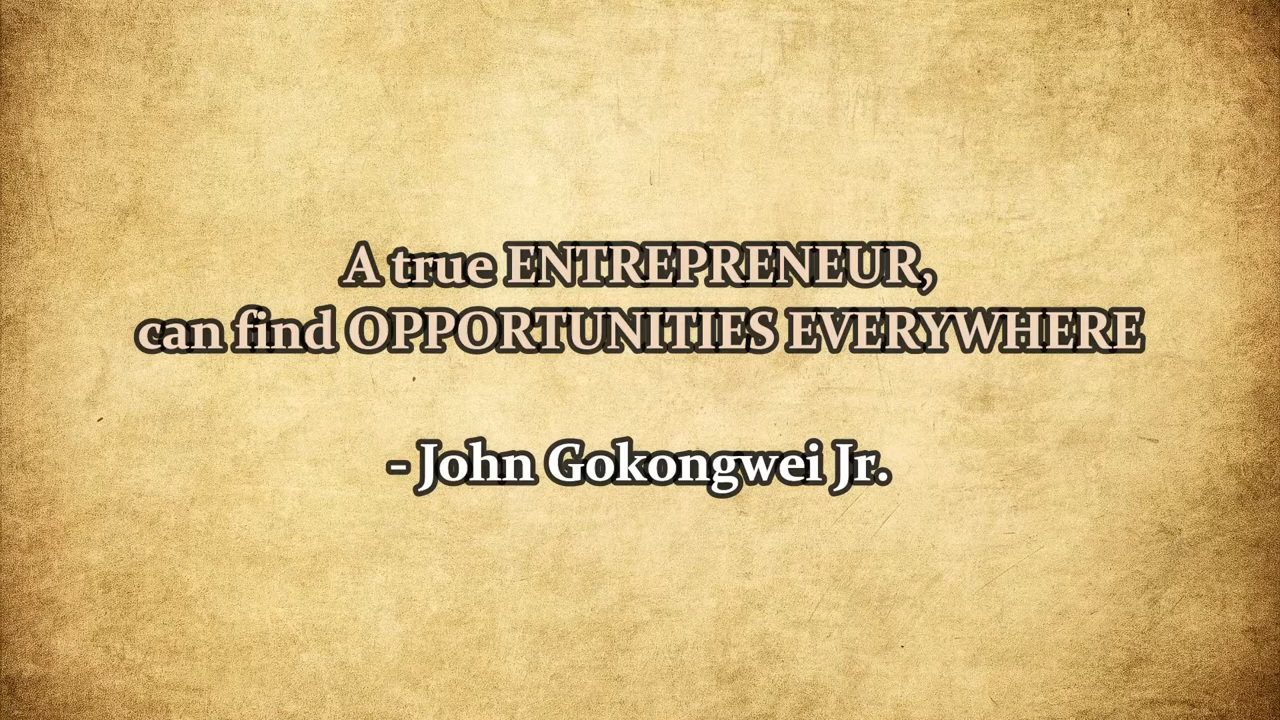 A true ENTREPRENEUR,
can find OPPORTUNITIES EVERYWHERE
- John Gokongwei Jr.